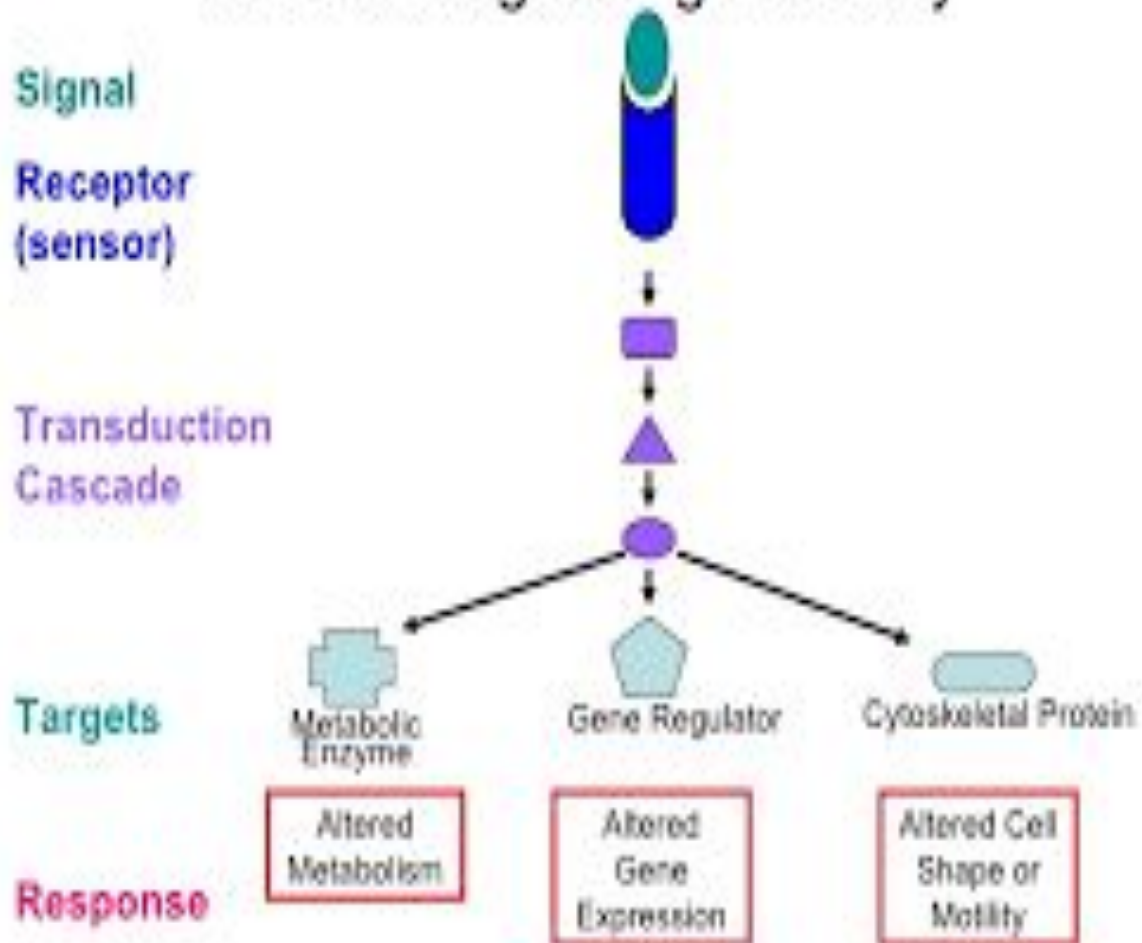 Signal
Receptor
(sensor)
Transduction
Cascade
Targets
Metabolic
Enzyme
Gene Regulator
Cytoskeletal Protein
Response
Altered
Metabolism
Altered
Gene
Expression
Altered Cell
Shape or
Motility